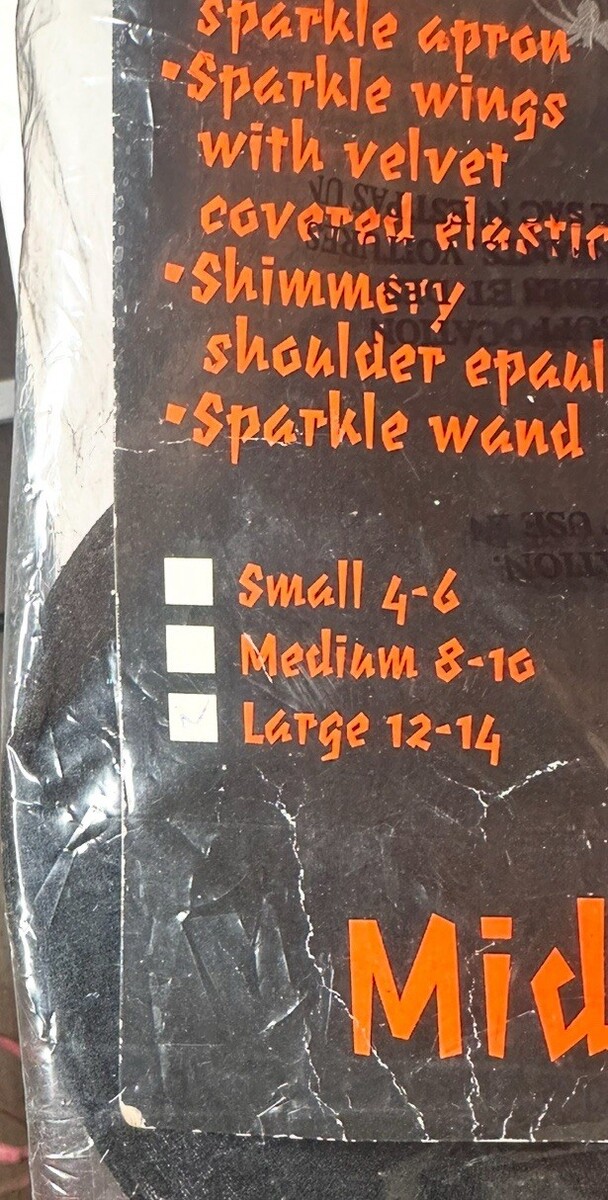 sparkle apron
•Sparkle wings
with velvet
covered elastic
•Shimmery
shoulder epaul
•Sparkle wand
Small 4-6
Medium 8-10
Large 12-14
Mid